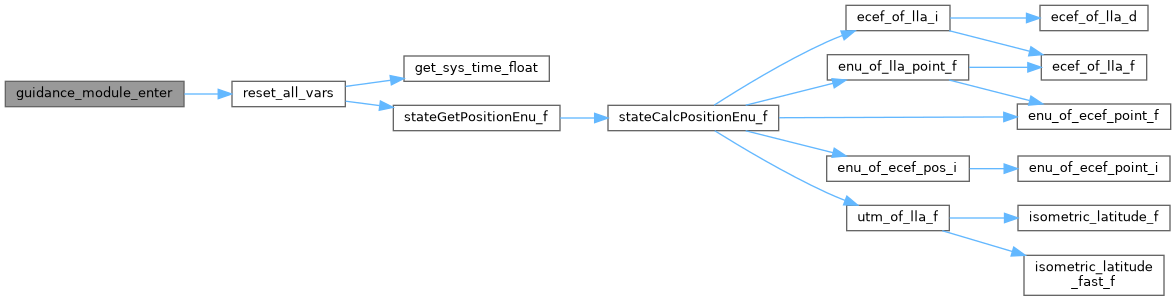 guidance_module_enter
reset_all_vars
get_sys_time_float
stateGetPositionEnu_f
stateCalcPositionEnu_f
ecef_of_lla_i
ecef_of_lla_d
enu_of_lla_point_f
ecef_of_lla_f
enu_of_ecef_point_f
enu_of_ecef_pos_i
enu_of_ecef_point_i
utm_of_lla_f
isometric_latitude_f
isometric_latitude
_fast_f